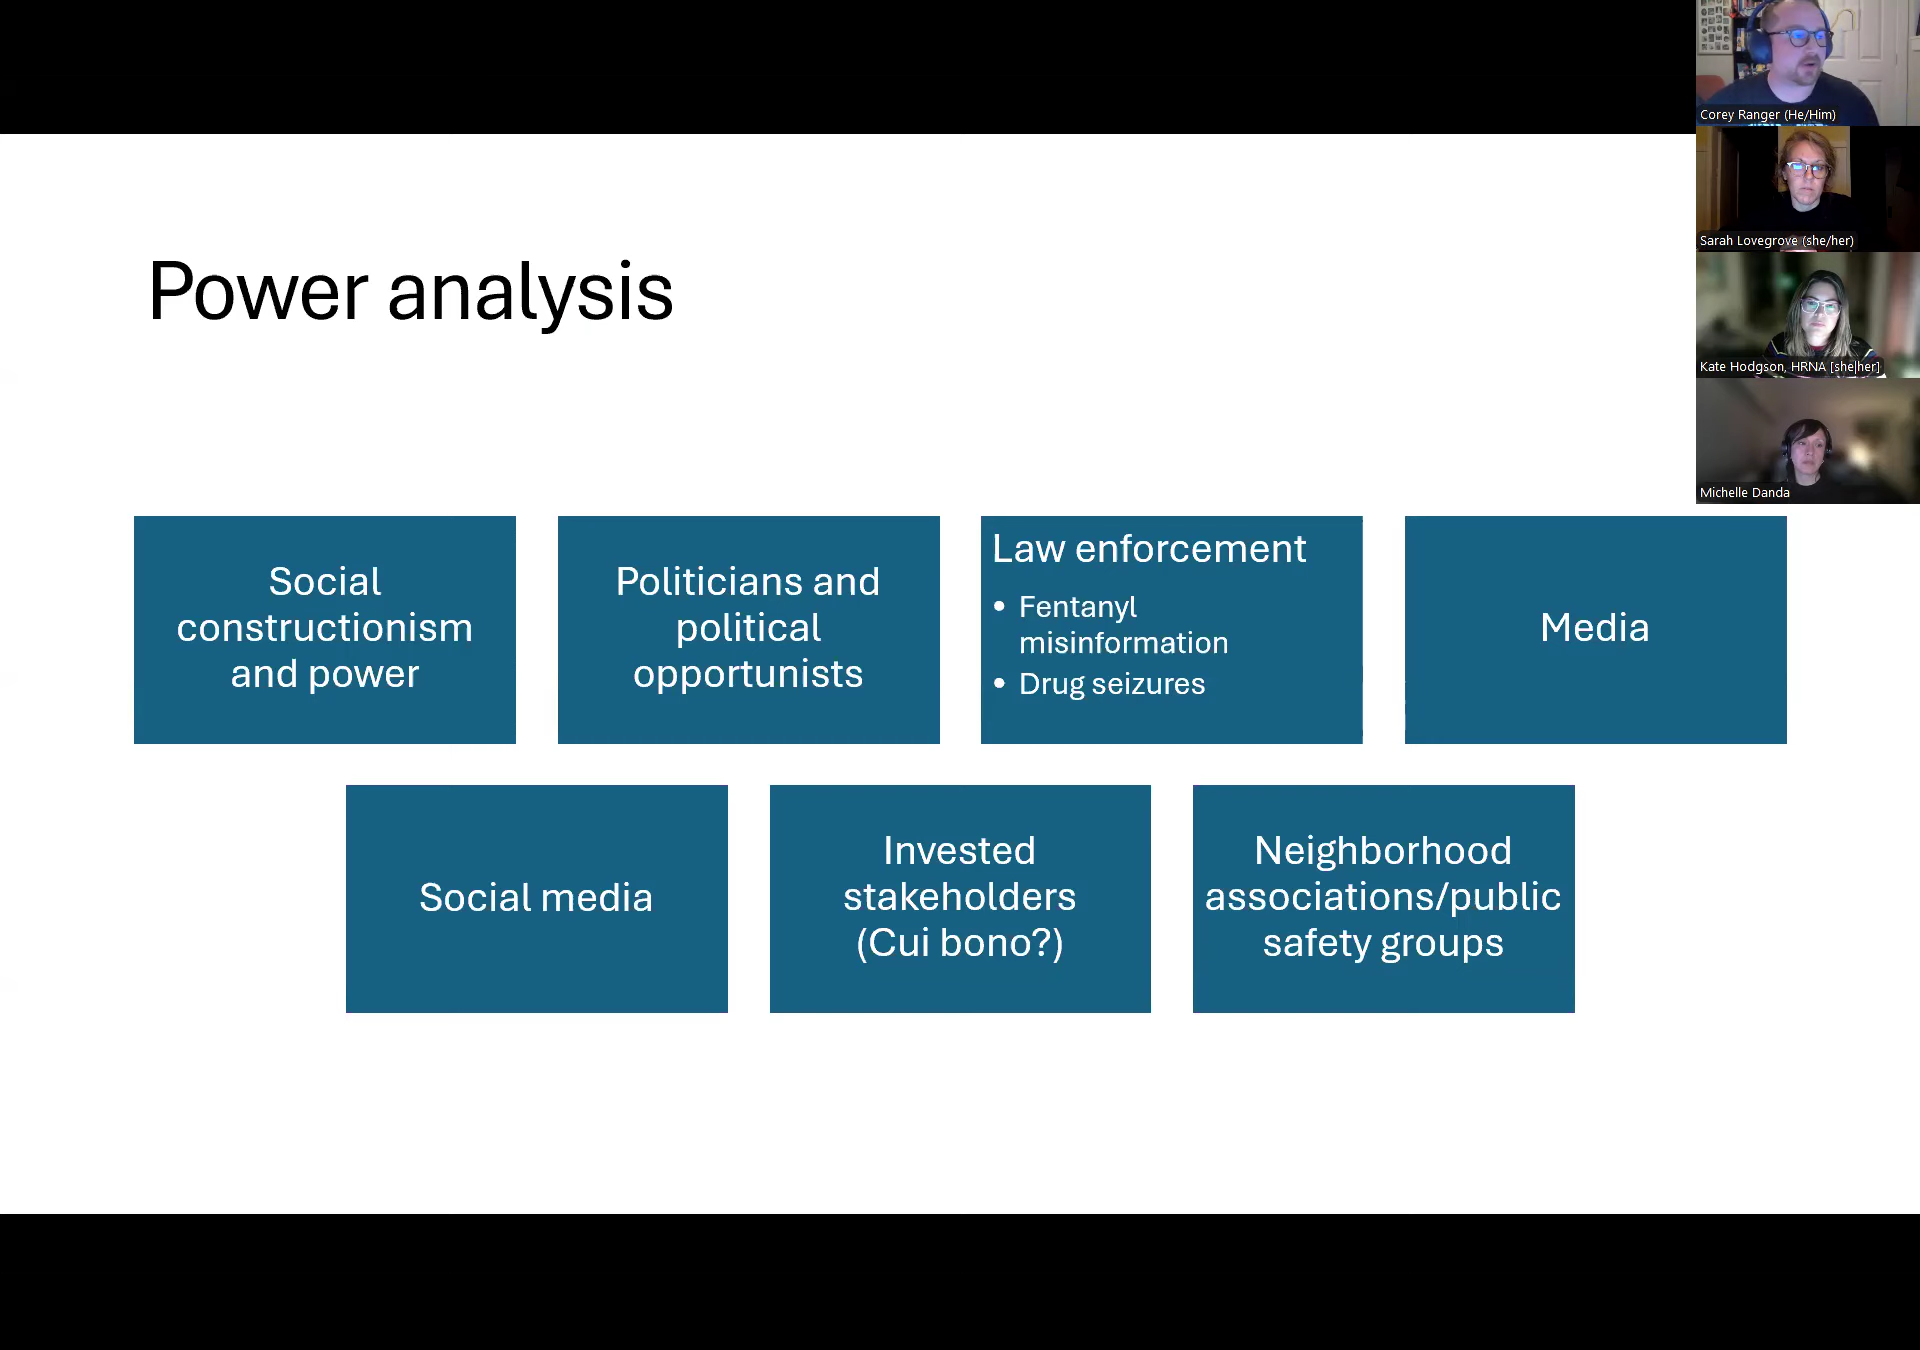 Power analysis
Social
constructionism
and power
Politicians and
political
opportunists
Law enforcement
• Fentanyl
misinformation
• Drug seizures
Media
Social media
Invested
stakeholders
(Cui bono?)
Neighborhood
associations/public
safety groups
Corey Ranger (He/Him)
Sarah Lovegrove (she/her)
Kate Hodgson, HRNA [she|her]
Michelle Danda